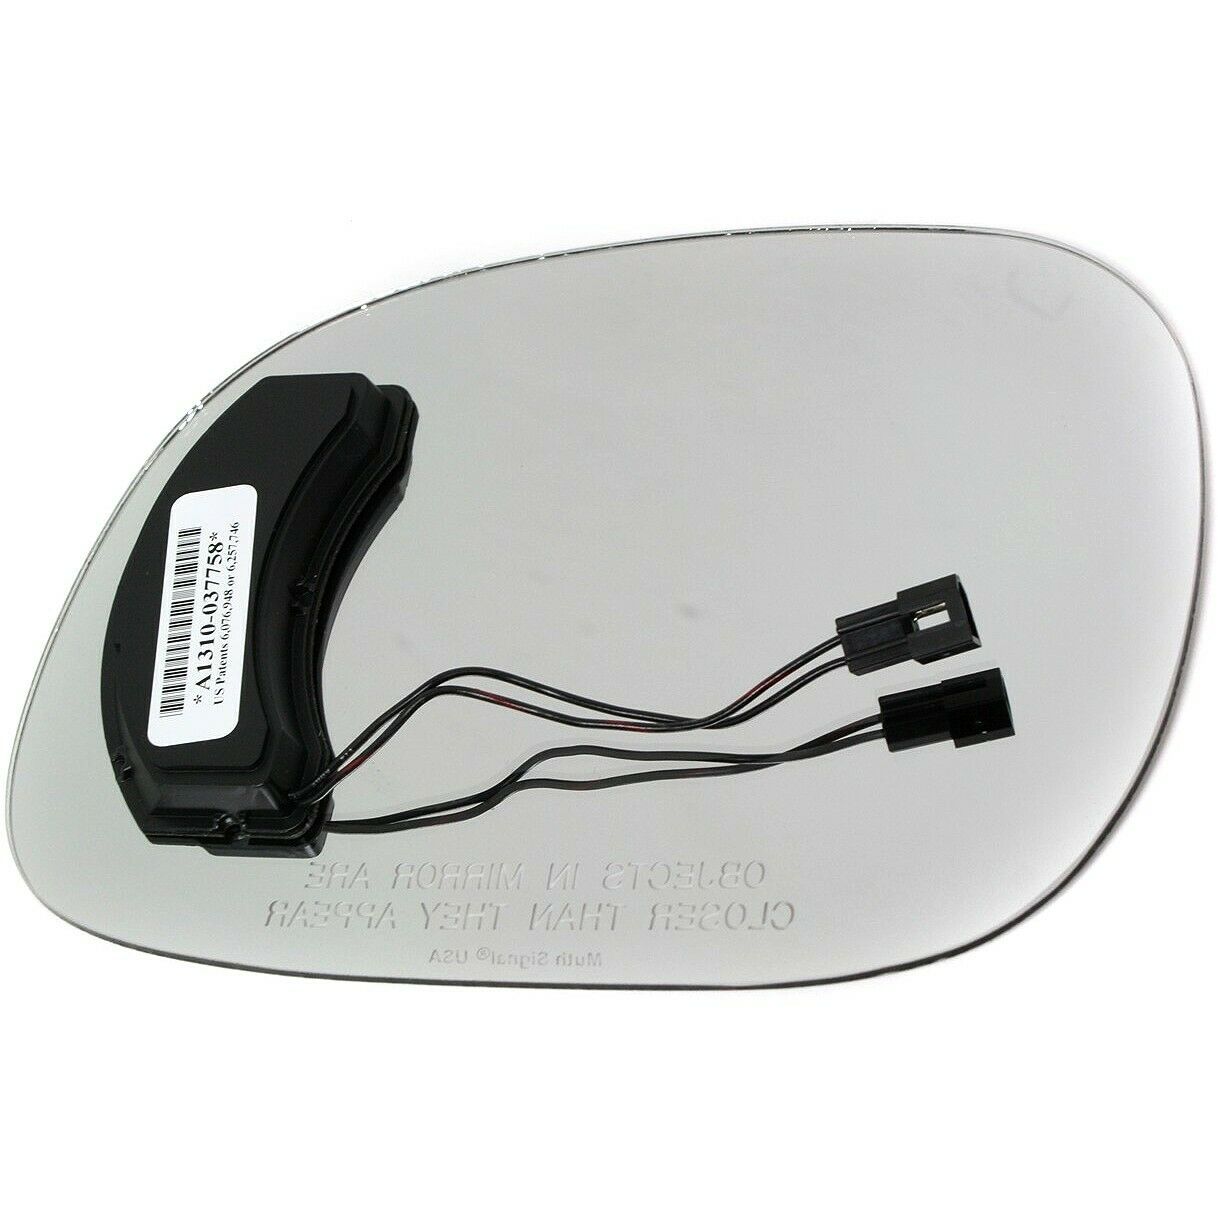 *A1310-037758*
US Patents 6,076,948 or 6,257,746
OBJECTS IN MIRROR ARE
CLOSER THAN THEY APPEAR
Muth Signal® USA